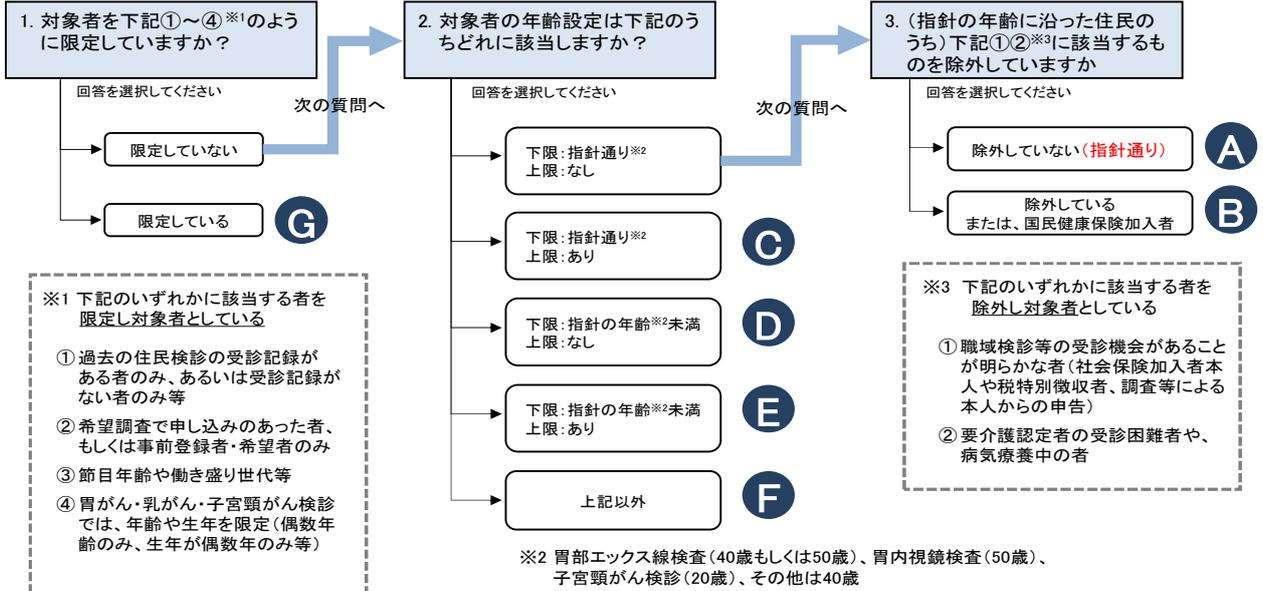 1. 対象者を下記①～④※1のよう
に限定していますか？
回答を選択してください
限定していない
限定している
G
次の質問へ
※1 下記のいずれかに該当する者を
限定し対象者としている
① 過去の住民検診の受診記録が
ある者のみ、あるいは受診記録が
ない者のみ等
② 希望調査で申し込みのあった者、
もしくは事前登録者・希望者のみ
③ 節目年齢や働き盛り世代等
④ 胃がん・乳がん・子宮頸がん検診
では、年齢や生年を限定（偶数年
齢のみ、生年が偶数年のみ等）
2. 対象者の年齢設定は下記のう
ちどれに該当しますか？
回答を選択してください
下限：指針通り※2
上限：なし
下限：指針通り※2
上限：あり
C
下限：指針の年齢※2未満
上限：なし
D
下限：指針の年齢※2未満
上限：あり
E
上記以外
F
次の質問へ
※2 胃部エックス線検査（40歳もしくは50歳）、胃内視鏡検査（50歳）、
子宮頸がん検診（20歳）、その他は40歳
3. （指針の年齢に沿った住民の
うち）下記①②※3に該当するも
のを除外していますか
回答を選択してください
除外していない（指針通り）
A
除外している
または、国民健康保険加入者
B
※3 下記のいずれかに該当する者を
除外し対象者としている
① 職域検診等の受診機会があること
が明らかな者（社会保険加入者本
人や税特別徴収者、調査等による
本人からの申告）
② 要介護認定者の受診困難者や、
病気療養中の者